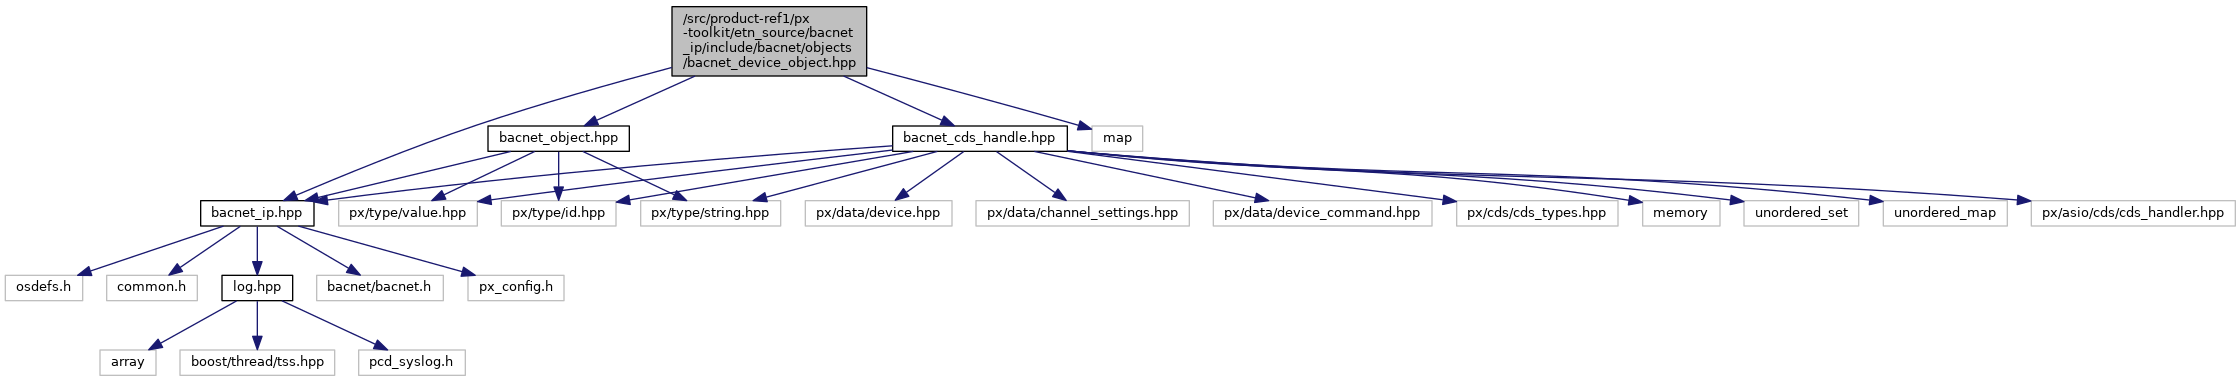 /src/product-ref1/px
-toolkit/etn_source/bacnet
_ip/include/bacnet/objects
/bacnet_device_object.hpp
bacnet_object.hpp
bacnet_cds_handle.hpp
map
bacnet_ip.hpp
px/type/value.hpp
px/type/id.hpp
px/type/string.hpp
px/data/device.hpp
px/data/channel_settings.hpp
px/data/device_command.hpp
px/cds/cds_types.hpp
memory
unordered_set
unordered_map
px/asio/cds/cds_handler.hpp
osdefs.h
common.h
log.hpp
bacnet/bacnet.h
px_config.h
array
boost/thread/tss.hpp
pcd_syslog.h